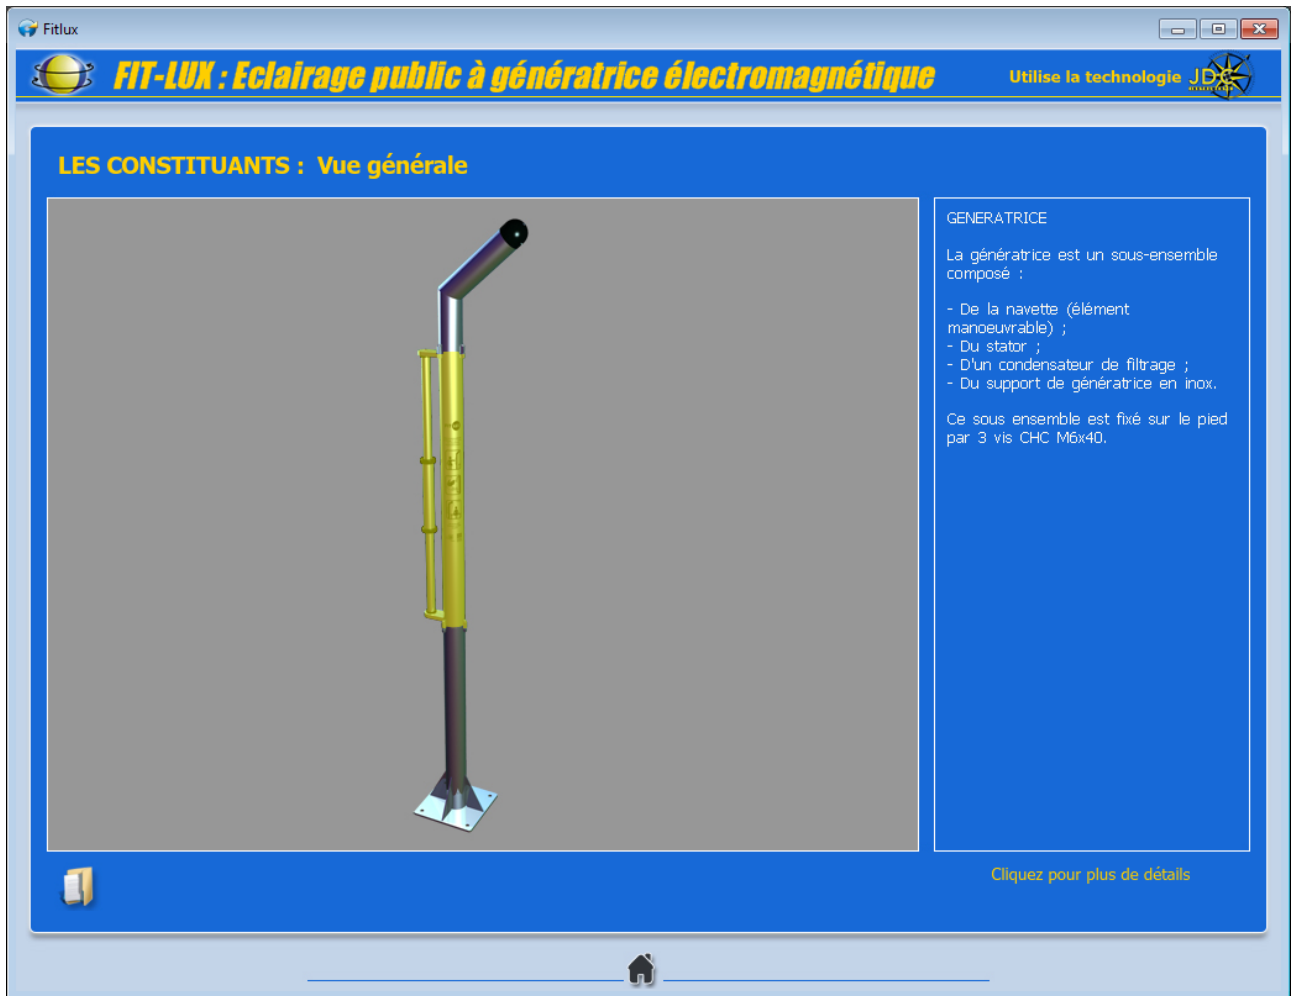 Fitlux
FIT-LUX : Eclairage public à génératrice électromagnétique
Utilise la technologie JDC
LES CONSTITUANTS : Vue générale
GENERATRICE
La génératrice est un sous-ensemble
composé :
- De la navette (élément
manoeuvrable) ;
- Du stator ;
- D'un condensateur de filtrage ;
- Du support de génératrice en inox.
Ce sous ensemble est fixé sur le pied
par 3 vis CHC M6x40.
Cliquez pour plus de détails